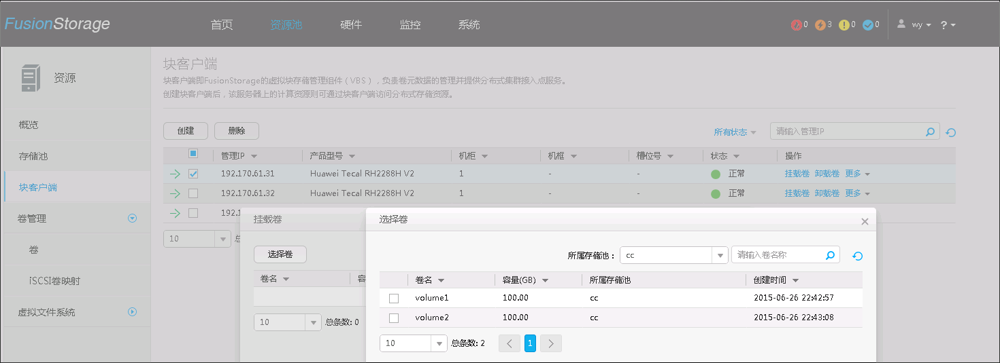 FusionStorage 首页 资源池 硬件 监控 系统 0 3 0 0 wy ?
资源
概览
存储池
块客户端
卷管理
卷
iSCSI卷映射
虚拟文件系统
块客户端
块客户端即FusionStorage的虚拟块存储管理组件（VBS），负责卷元数据的管理并提供分布式集群接入点服务。
创建块客户端后，该服务器上的计算资源则可通过块客户端访问分布式存储资源。
创建 删除 所有状态 请输入管理IP
管理IP 产品型号 机柜 机框 槽位号 状态 操作
192.170.61.31 Huawei Tecal RH2288H V2 1 - - 正常 挂载卷 卸载卷 更多
192.170.61.32 Huawei Tecal RH2288H V2 1 - - 正常 挂载卷 卸载卷 更多
192.1
10 总
挂载卷
选择卷
卷名 容
10 总条数: 0
选择卷
所属存储池： cc 请输入卷名称
卷名 容量(GB) 所属存储池 创建时间
volume1 100.00 cc 2015-06-26 22:42:57
volume2 100.00 cc 2015-06-26 22:43:08
10 总条数: 2 1